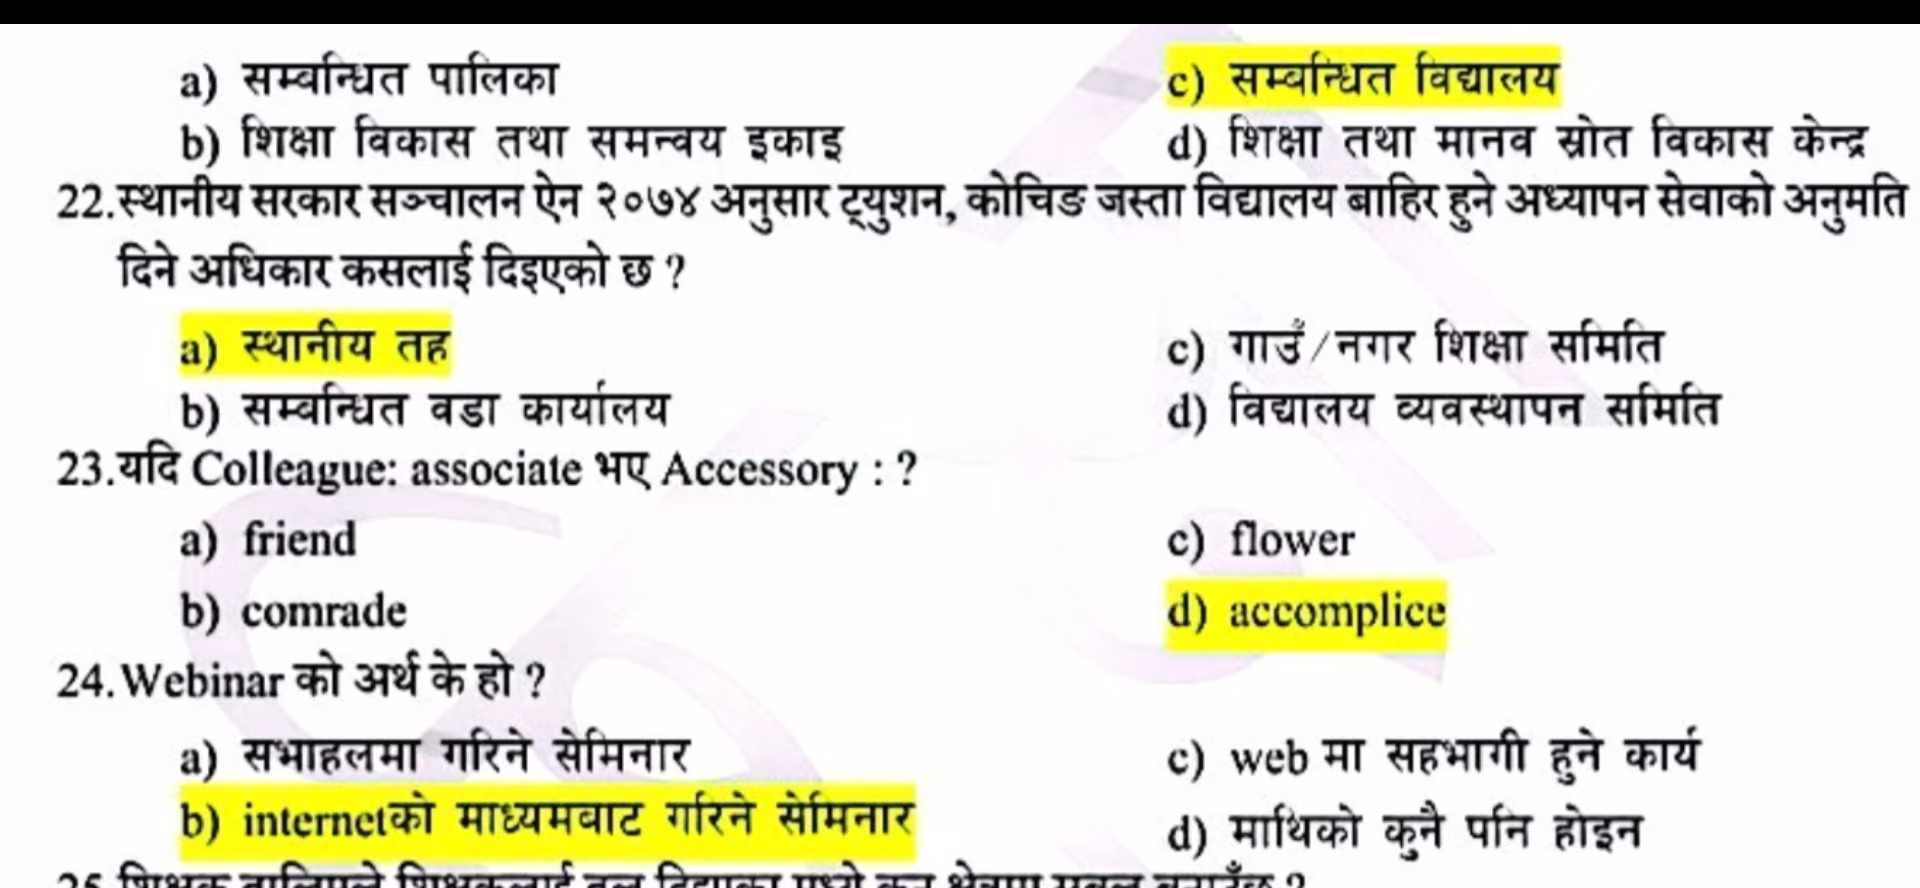 a) सम्बन्धित पालिका
c) सम्बन्धित विद्यालय
b) शिक्षा विकास तथा समन्वय इकाइ
d) शिक्षा तथा मानव स्रोत विकास केन्द्र
22.स्थानीय सरकार सञ्चालन ऐन २०७४ अनुसार ट्युशन, कोचिङ जस्ता विद्यालय बाहिर हुने अध्यापन सेवाको अनुमति
दिने अधिकार कसलाई दिइएको छ ?
a) स्थानीय तह
c) गाउँ/नगर शिक्षा समिति
b) सम्बन्धित वडा कार्यालय
d) विद्यालय व्यवस्थापन समिति
23.यदि Colleague: associate भए Accessory : ?
a) friend
c) flower
b) comrade
d) accomplice
24.Webinar को अर्थ के हो ?
a) सभाहलमा गरिने सेमिनार
c) web मा सहभागी हुने कार्य
b) internetको माध्यमबाट गरिने सेमिनार
d) माथिको कुनै पनि होइन